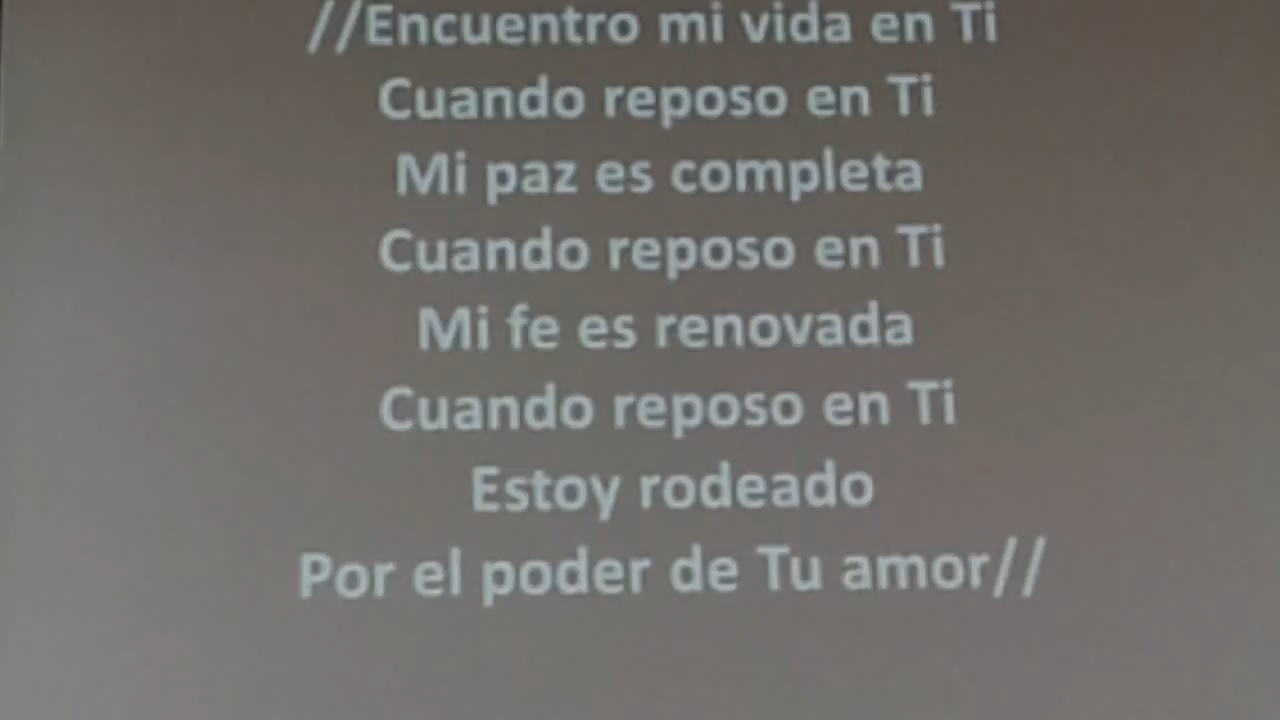 //Encuentro mi vida en Ti
Cuando reposo en Ti
Mi paz es completa
Cuando reposo en Ti
Mi fe es renovada
Cuando reposo en Ti
Estoy rodeado
Por el poder de Tu amor//